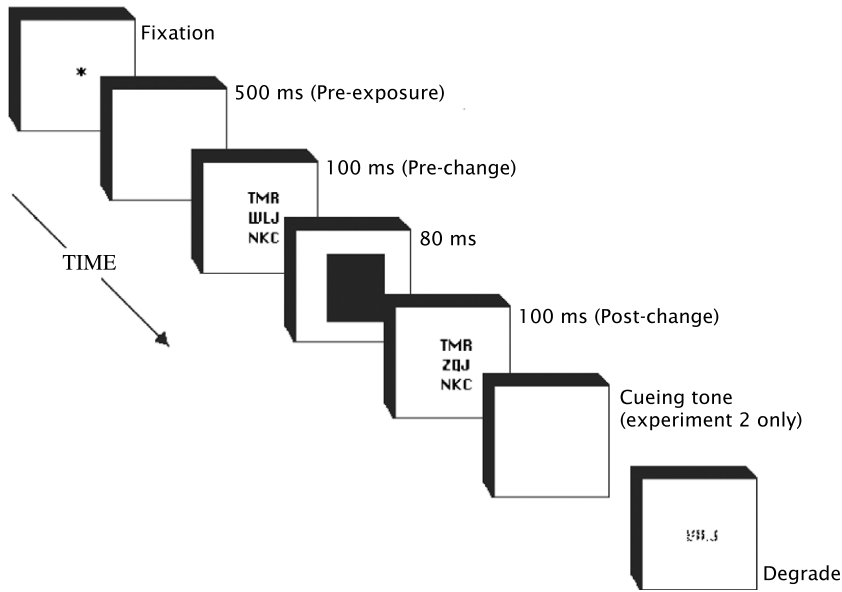 Fixation
*
500 ms (Pre-exposure)
100 ms (Pre-change)
TMR
WLJ
NKC
80 ms
TIME
100 ms (Post-change)
TMR
ZQJ
NKC
Cueing tone
(experiment 2 only)
Degrade